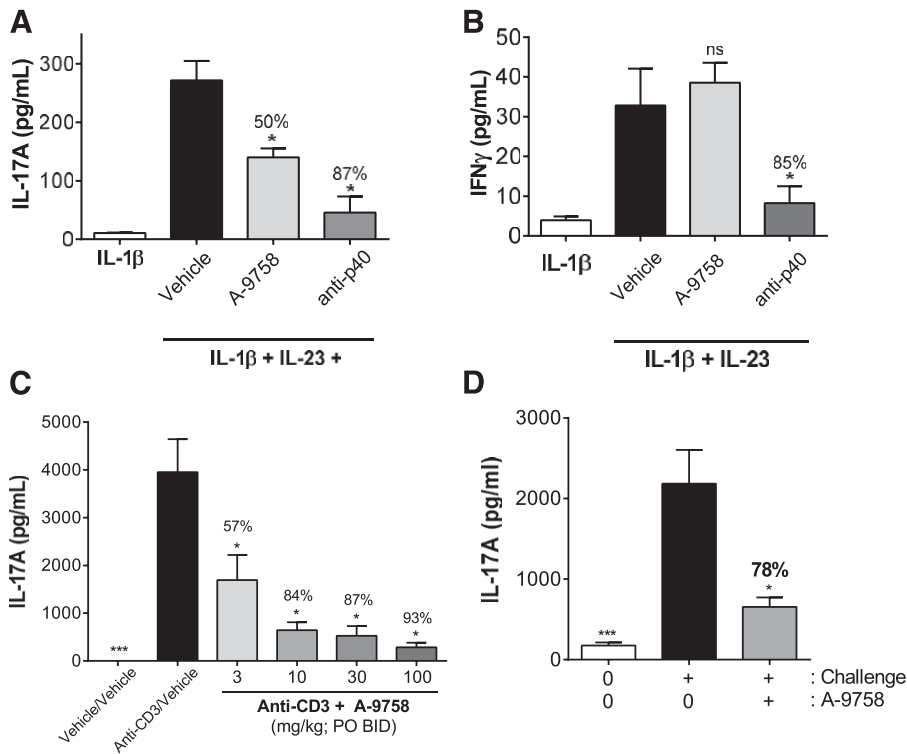 A
IL-17A (pg/mL)
300
200
100
0
50%
*
87%
*
IL-1β
Vehicle
A-9758
anti-p40
IL-1β + IL-23 +
B
IFNγ (pg/mL)
50
40
30
20
10
0
ns
85%
*
IL-1β
Vehicle
A-9758
anti-p40
IL-1β + IL-23
C
IL-17A (pg/mL)
5000
4000
3000
2000
1000
0
***
57%
*
84%
*
87%
*
93%
*
Vehicle/Vehicle
Anti-CD3/Vehicle
3 10 30 100
Anti-CD3 + A-9758
(mg/kg; PO BID)
D
IL-17A (pg/ml)
3000
2000
1000
0
***
78%
*
0 + + : Challenge
0 0 + : A-9758